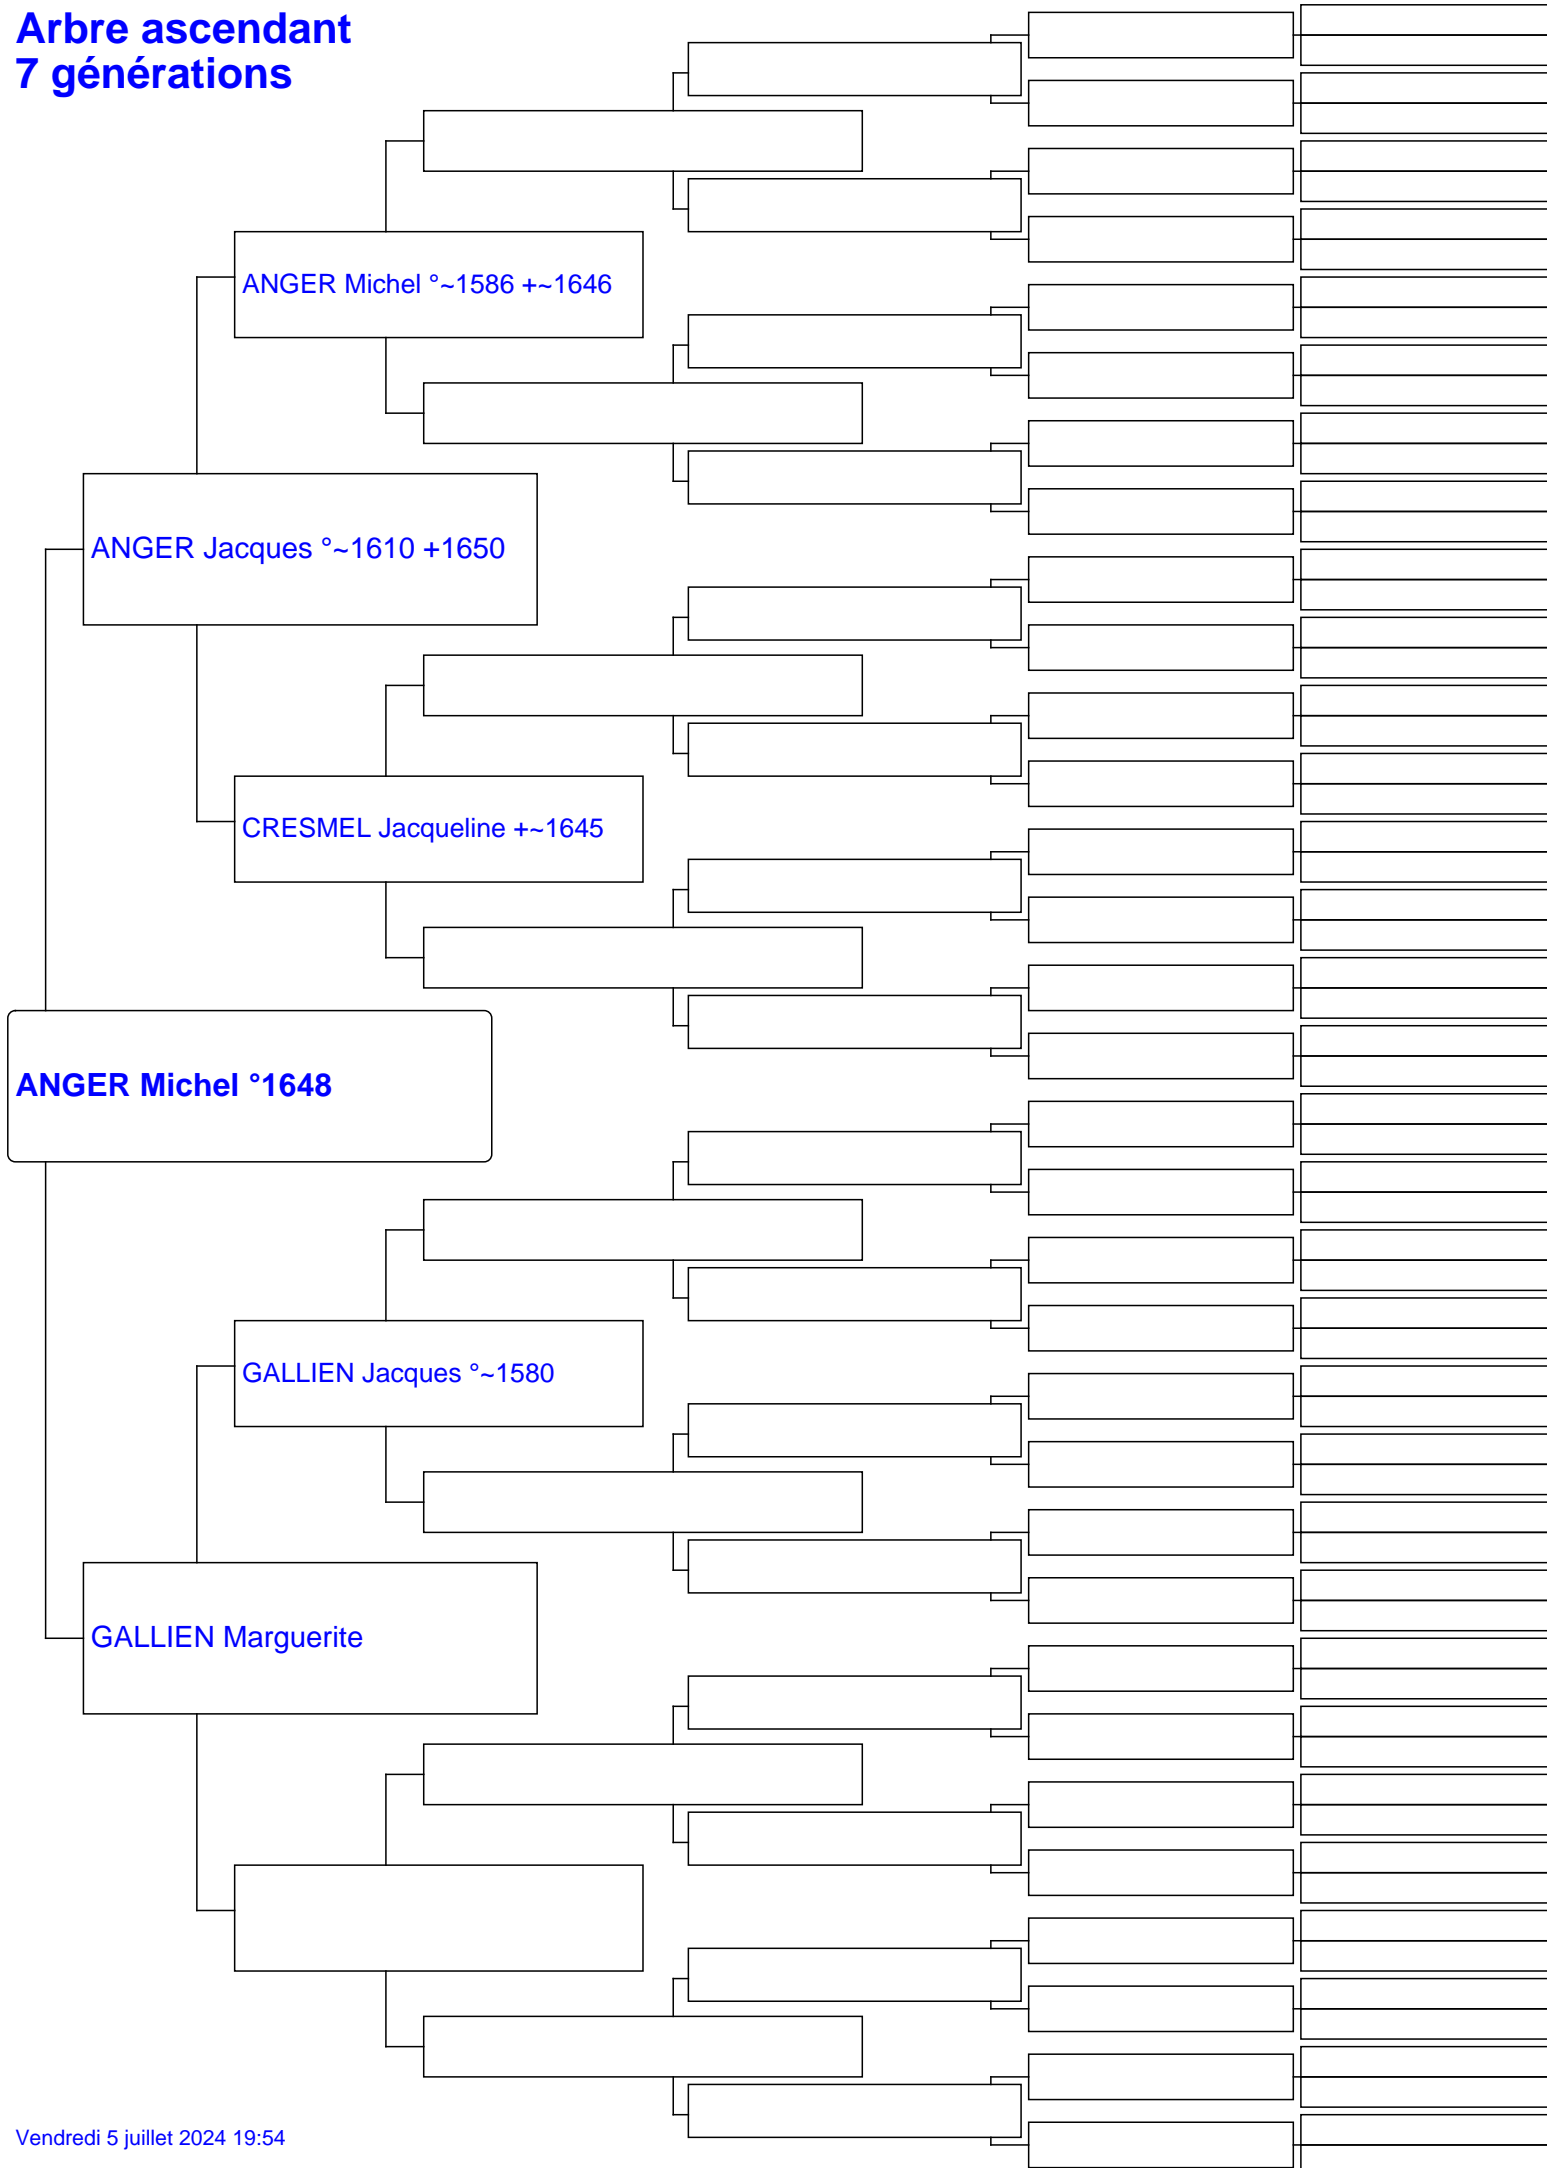 Arbre ascendant
7 générations
ANGER Michel °~1586 +~1646
ANGER Jacques °~1610 +1650
CRESMEL Jacqueline +~1645
ANGER Michel °1648
GALLIEN Jacques °~1580
GALLIEN Marguerite
Vendredi 5 juillet 2024 19:54